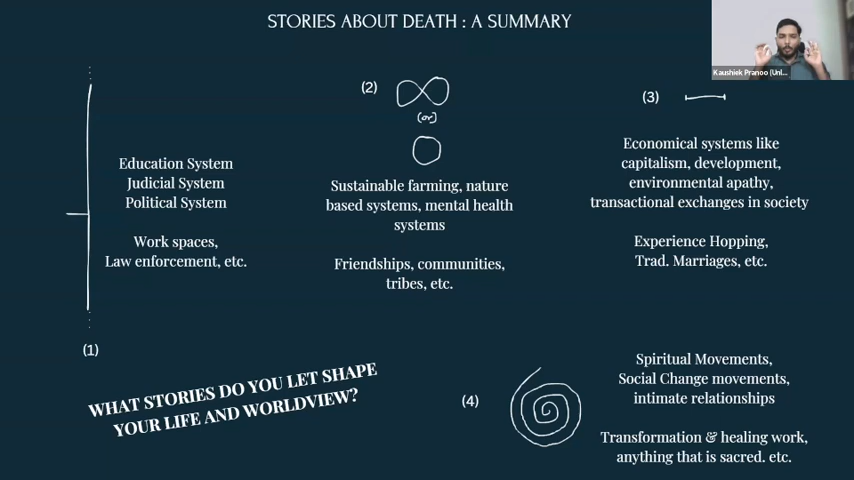 STORIES ABOUT DEATH : A SUMMARY
Kaushiek Pranoo (Unl...
(1)
Education System
Judicial System
Political System
Work spaces,
Law enforcement, etc.
(2)
(or)
Sustainable farming, nature
based systems, mental health
systems
Friendships, communities,
tribes, etc.
(3)
Economical systems like
capitalism, development,
environmental apathy,
transactional exchanges in society
Experience Hopping,
Trad. Marriages, etc.
WHAT STORIES DO YOU LET SHAPE
YOUR LIFE AND WORLDVIEW?
(4)
Spiritual Movements,
Social Change movements,
intimate relationships
Transformation & healing work,
anything that is sacred. etc.